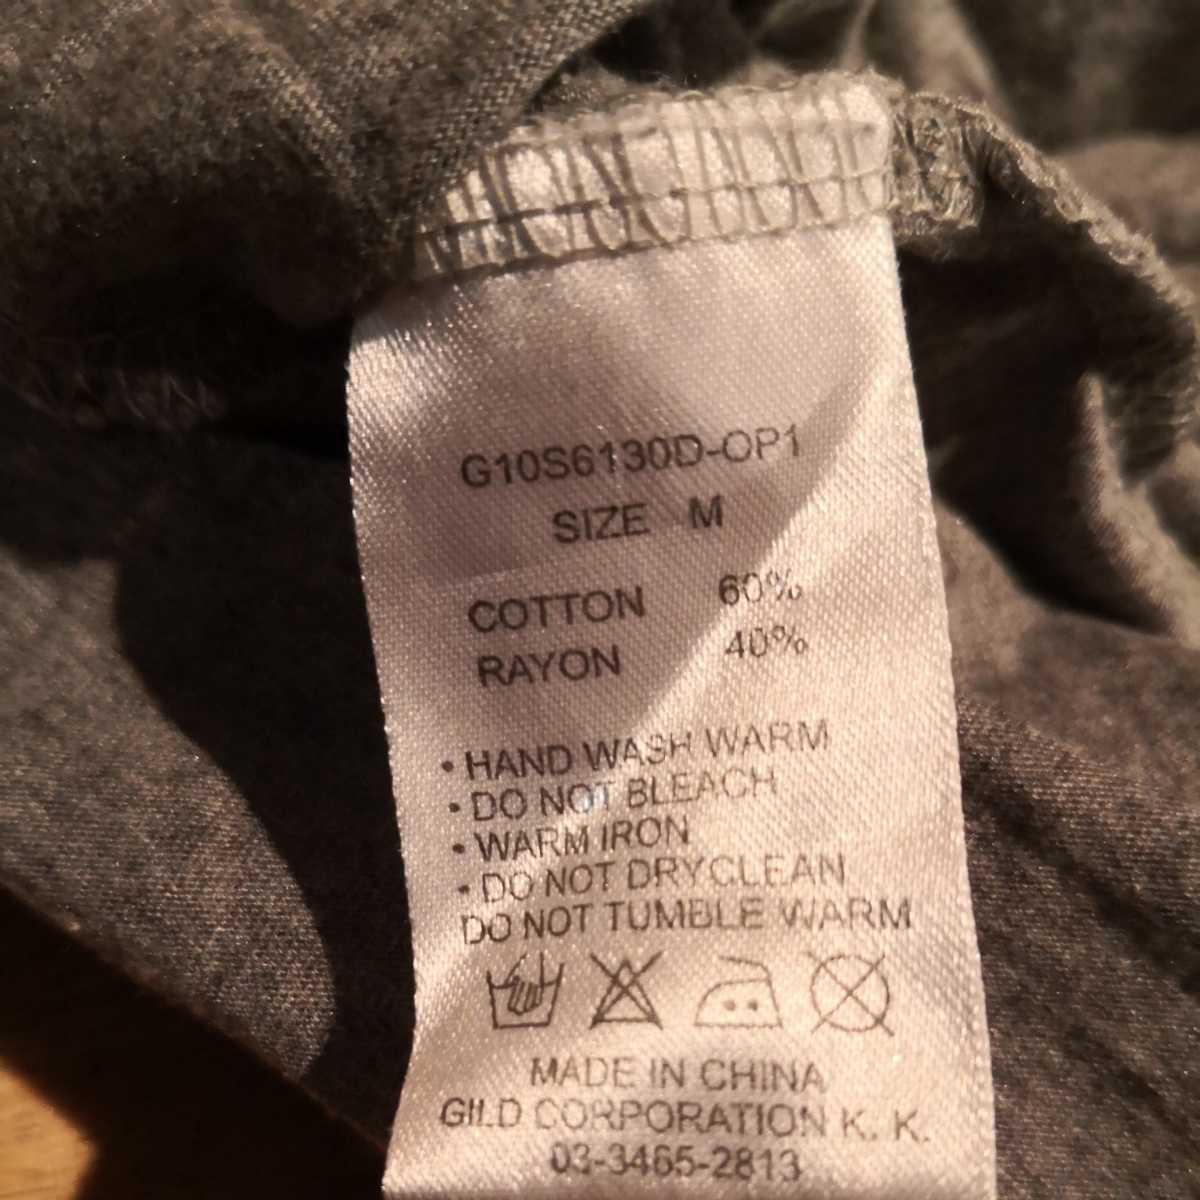 G10S6130D-OP1
SIZE M
COTTON 60%
RAYON 40%
• HAND WASH WARM
• DO NOT BLEACH
• WARM IRON
• DO NOT DRYCLEAN
DO NOT TUMBLE WARM
MADE IN CHINA
GILD CORPORATION K. K.
03-3465-2813